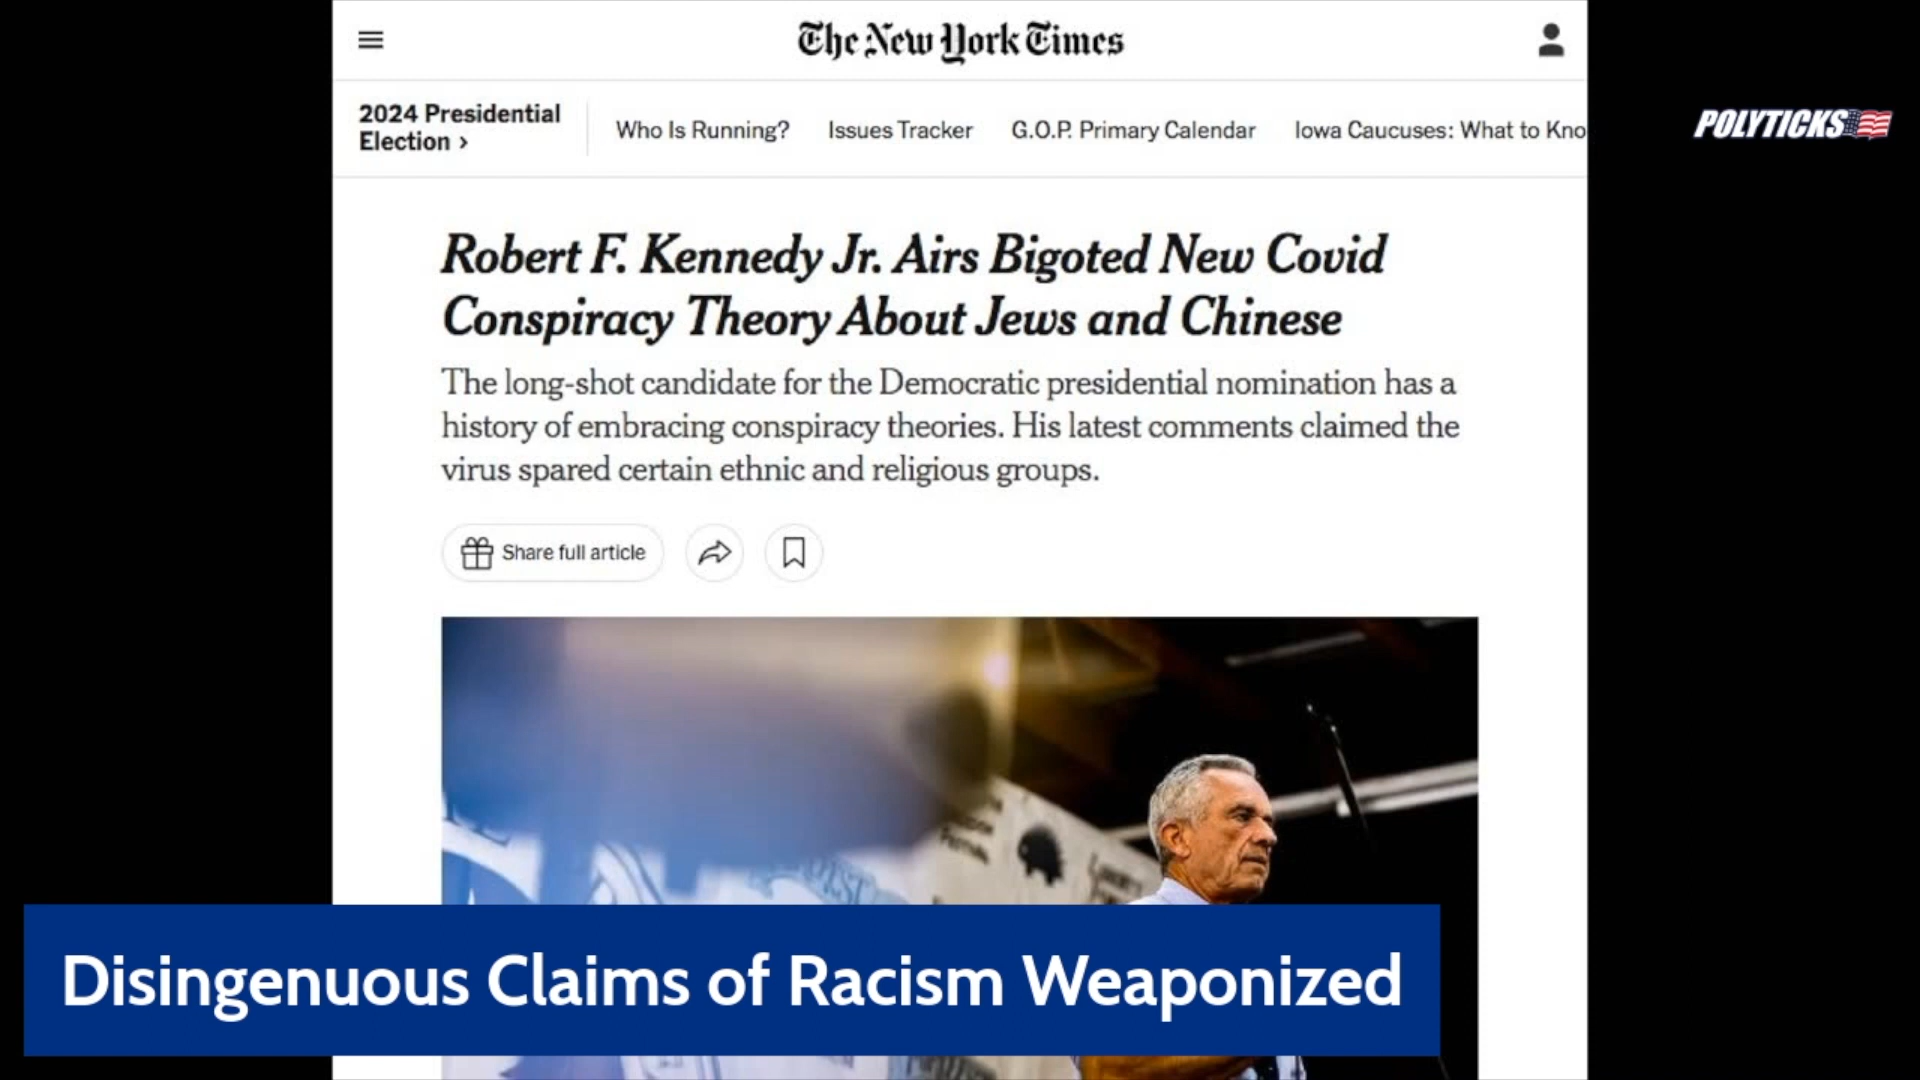 The New York Times
2024 Presidential
Election >
Who Is Running?
Issues Tracker
G.O.P. Primary Calendar
Iowa Caucuses: What to Kno
POLYTICKS
Robert F. Kennedy Jr. Airs Bigoted New Covid
Conspiracy Theory About Jews and Chinese
The long-shot candidate for the Democratic presidential nomination has a
history of embracing conspiracy theories. His latest comments claimed the
virus spared certain ethnic and religious groups.
Share full article
Disingenuous Claims of Racism Weaponized